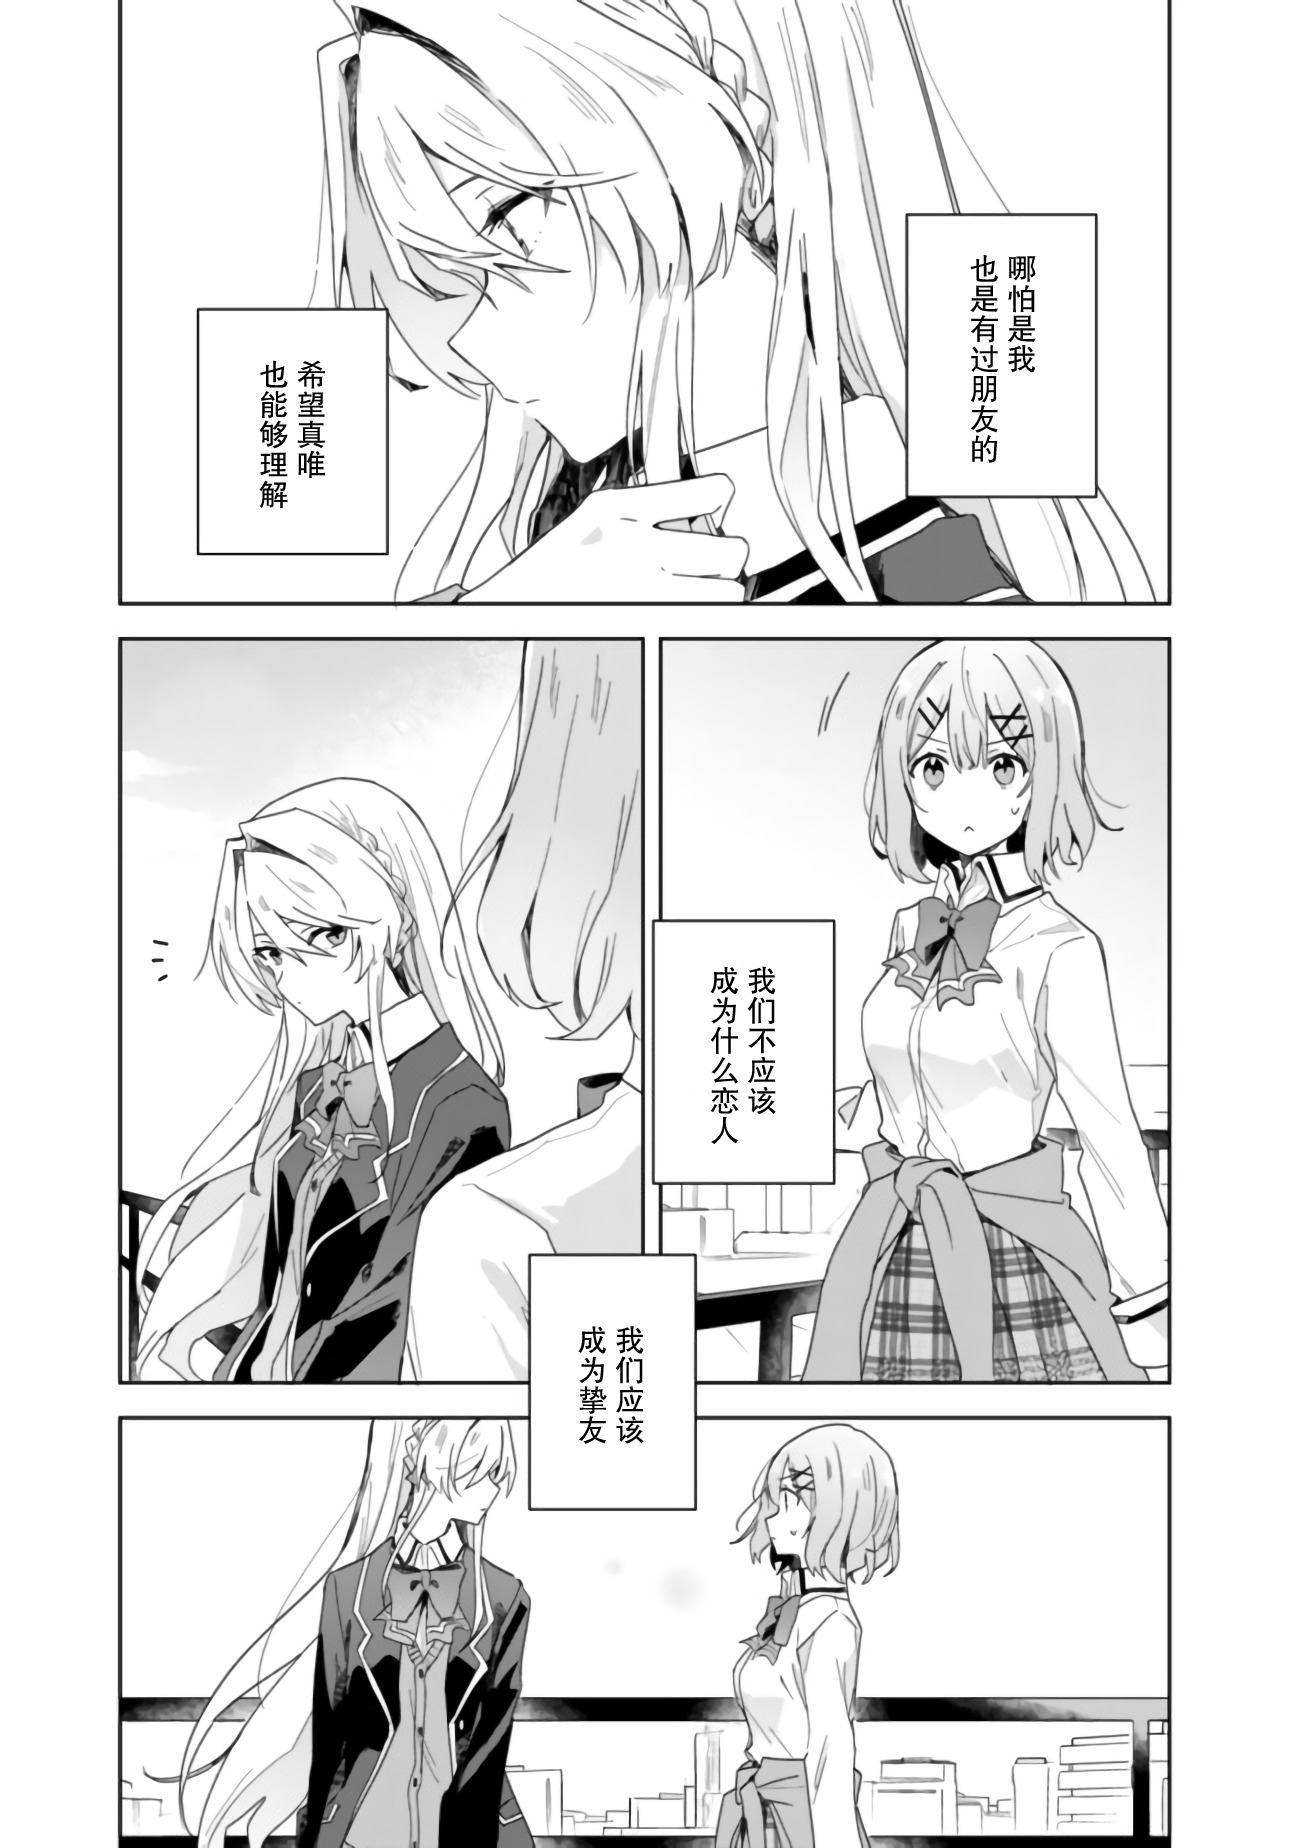 哪怕是我
也是有过朋友的
希望真唯
也能够理解
我们不应该
成为什么恋人
我们应该
成为挚友